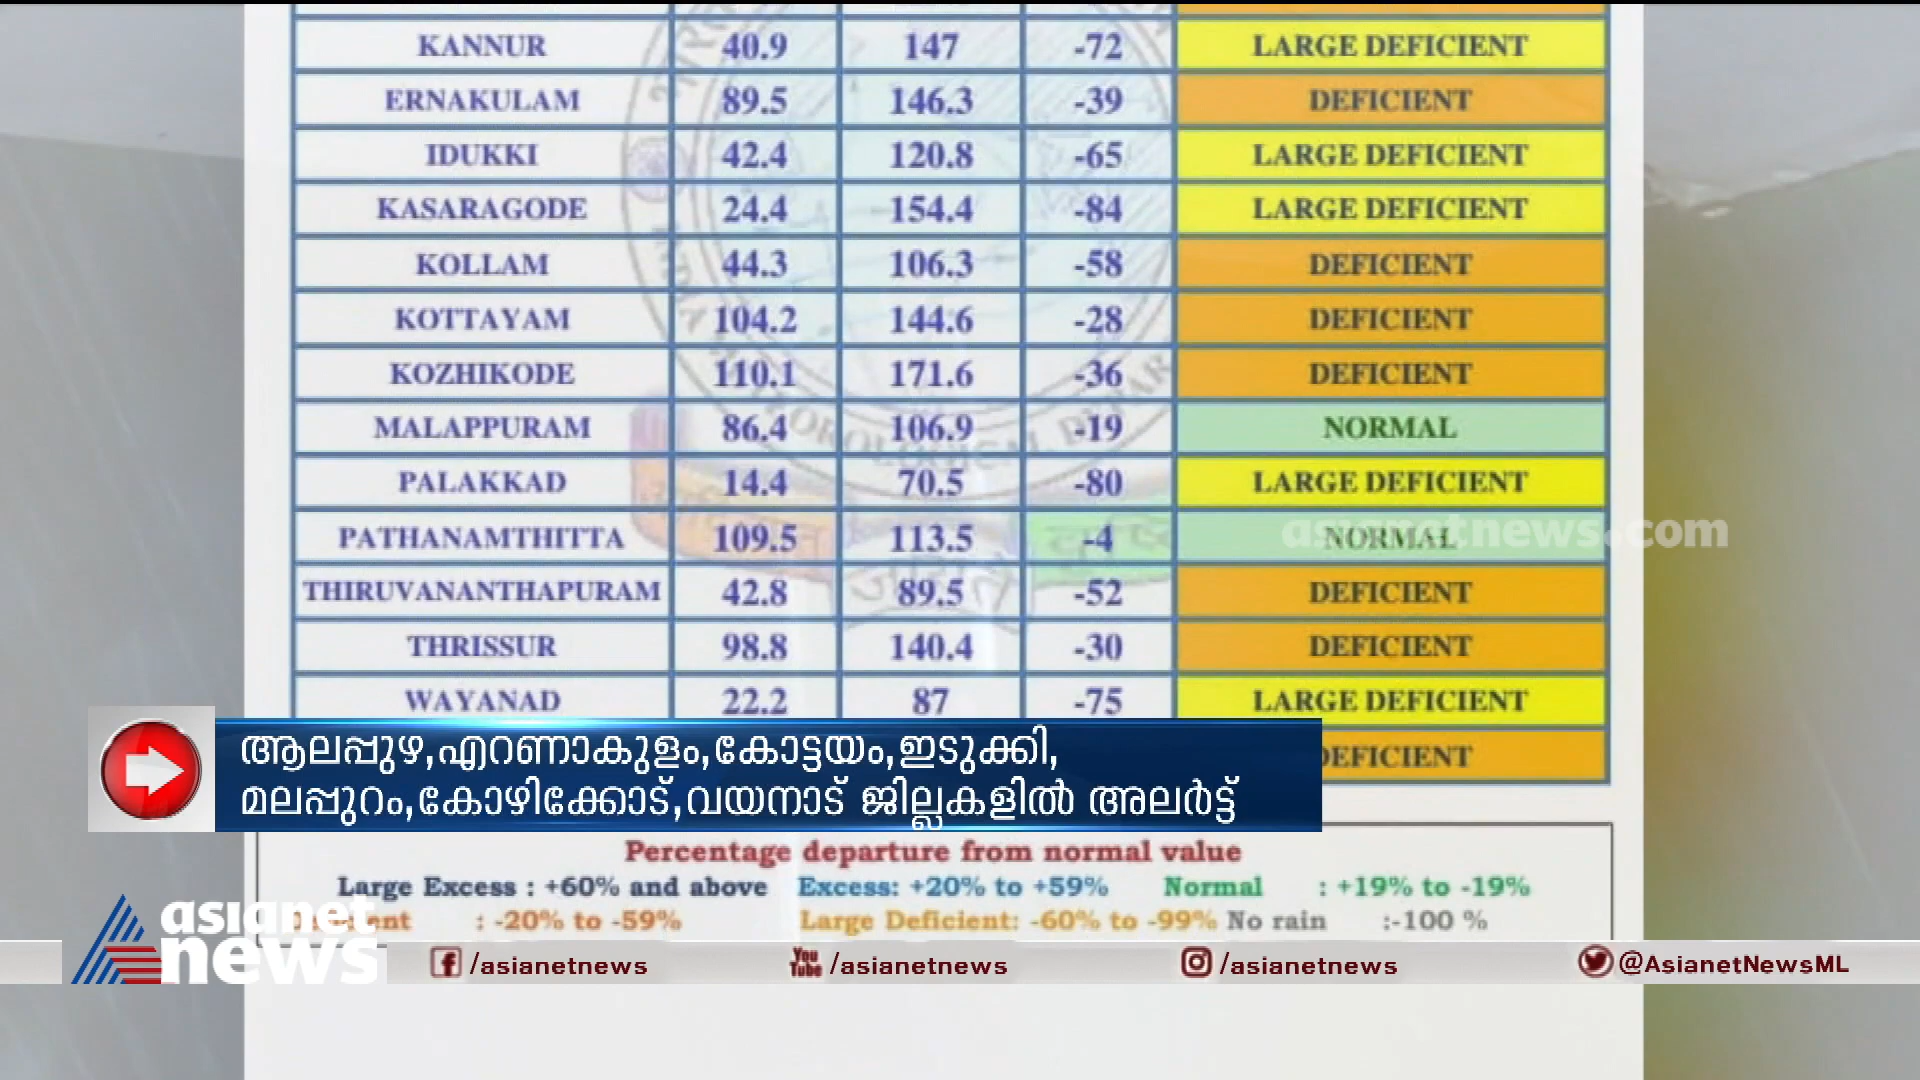 KANNUR 40.9 147 -72 LARGE DEFICIENT
ERNAKULAM 89.5 146.3 -39 DEFICIENT
IDUKKI 42.4 120.8 -65 LARGE DEFICIENT
KASARAGODE 24.4 154.4 -84 LARGE DEFICIENT
KOLLAM 44.3 106.3 -58 DEFICIENT
KOTTAYAM 104.2 144.6 -28 DEFICIENT
KOZHIKODE 110.1 171.6 -36 DEFICIENT
MALAPPURAM 86.4 106.9 -19 NORMAL
PALAKKAD 14.4 70.5 -80 LARGE DEFICIENT
PATHANAMTHITTA 109.5 113.5 -4 NORMAL
asianetnews.com
THIRUVANANTHAPURAM 42.8 89.5 -52 DEFICIENT
THRISSUR 98.8 140.4 -30 DEFICIENT
WAYANAD 22.2 87 -75 LARGE DEFICIENT
DEFICIENT
ആലപ്പുഴ,എറണാകുളം,കോട്ടയം,ഇടുക്കി,
മലപ്പുറം,കോഴിക്കോട്,വയനാട് ജില്ലകളിൽ അലർട്ട്
Percentage departure from normal value
Large Excess : +60% and above Excess: +20% to +59% Normal : +19% to -19%
: -20% to -59% Large Deficient: -60% to -99% No rain :-100 %
asianet
news
/asianetnews You Tube /asianetnews /asianetnews @AsianetNewsML